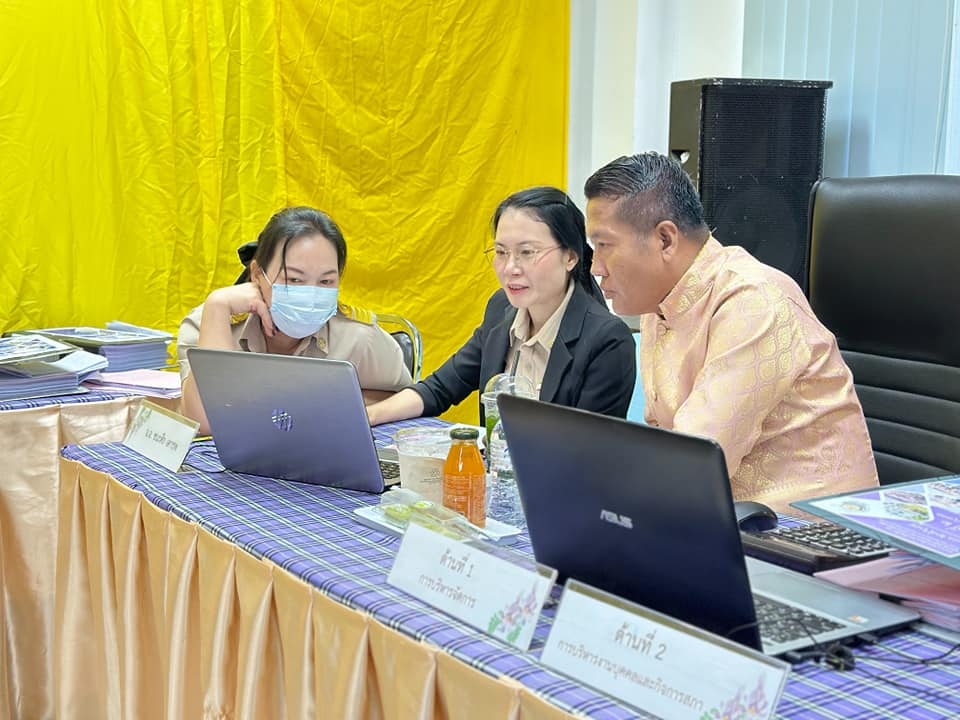 hp
ASUS
ด้านที่ 1
การบริหารจัดการ
ด้านที่ 2
การบริหารงานบุคคลและกิจการสภา